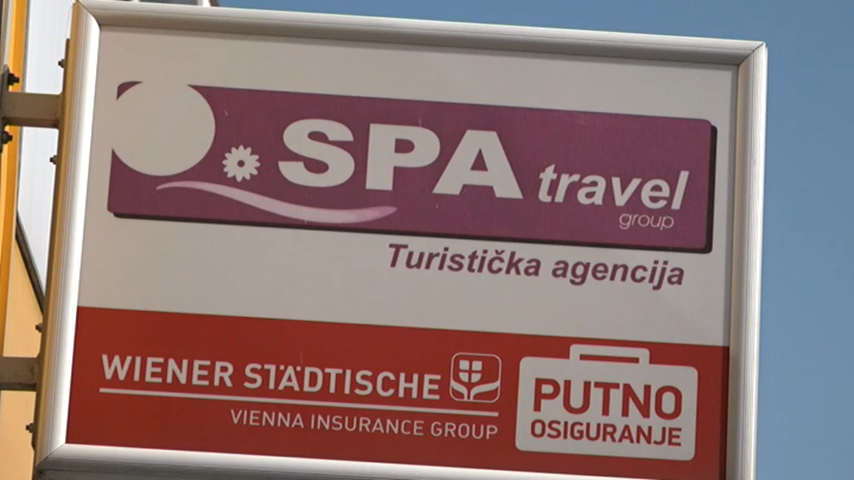 SPA travel
group
Turistička agencija
WIENER STÄDTISCHE
VIENNA INSURANCE GROUP
PUTNO
OSIGURANJE